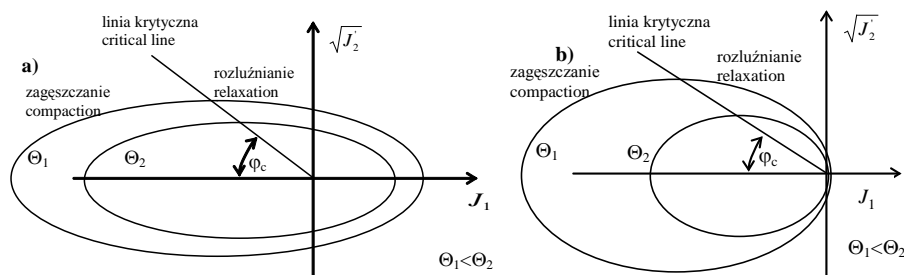 a)
linia krytyczna
critical line
√J'₂
rozluźnianie
relaxation
zagęszczanie
compaction
Θ₁
Θ₂
φc
J₁
Θ₁<Θ₂
b)
linia krytyczna
critical line
√J'₂
rozluźnianie
relaxation
zagęszczanie
compaction
Θ₁
Θ₂
φc
J₁
Θ₁<Θ₂